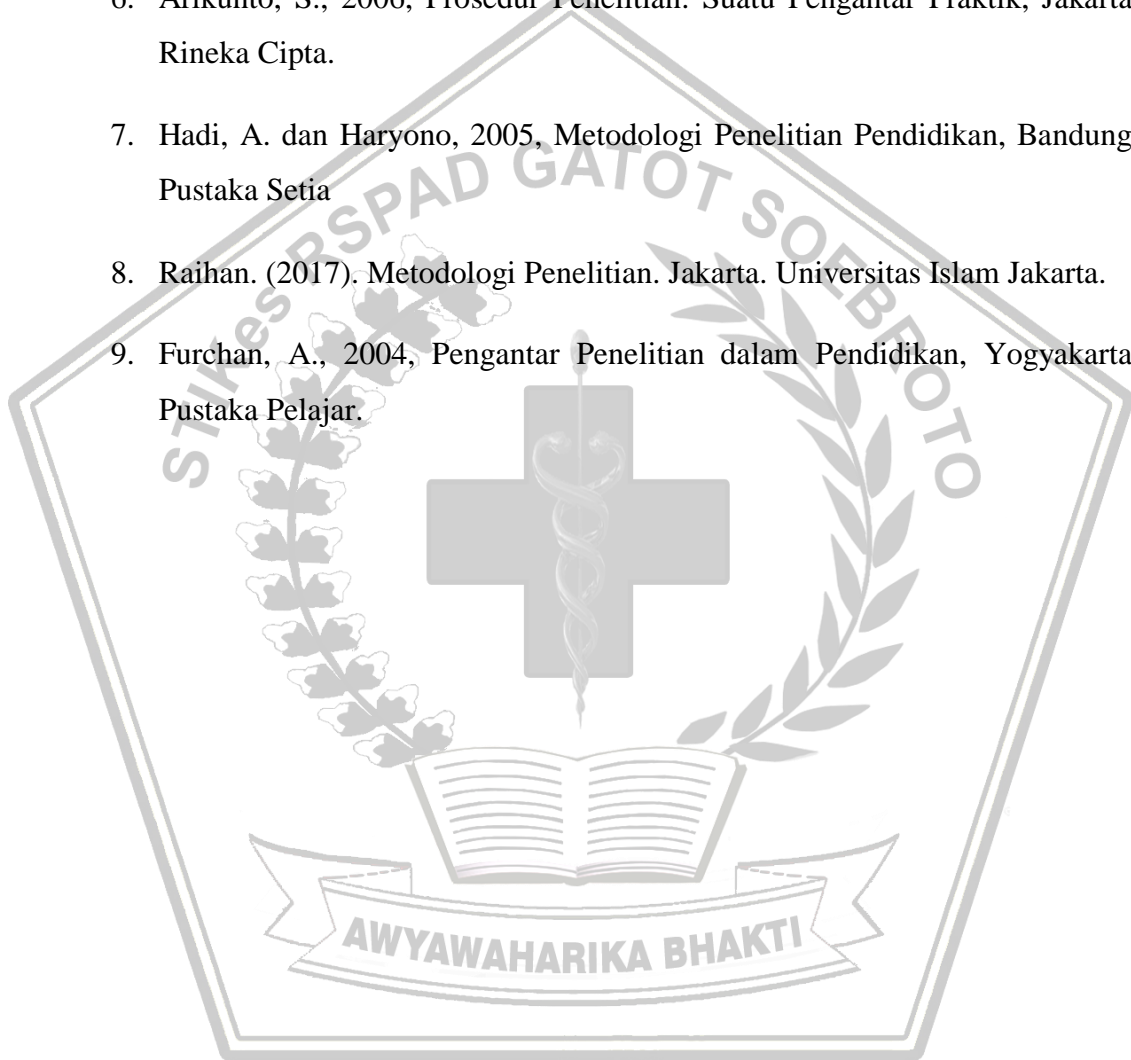 6. Arikunto, S., 2006, Prosedur Penelitian: Suatu Pengantar Praktik, Jakarta
Rineka Cipta.
7. Hadi, A. dan Haryono, 2005, Metodologi Penelitian Pendidikan, Bandung
Pustaka Setia
8. Raihan. (2017). Metodologi Penelitian. Jakarta. Universitas Islam Jakarta.
9. Furchan, A., 2004, Pengantar Penelitian dalam Pendidikan, Yogyakarta
Pustaka Pelajar.
STIKes RSPAD GATOT SOEBROTO
AWYAWAHARIKA BHAKTI